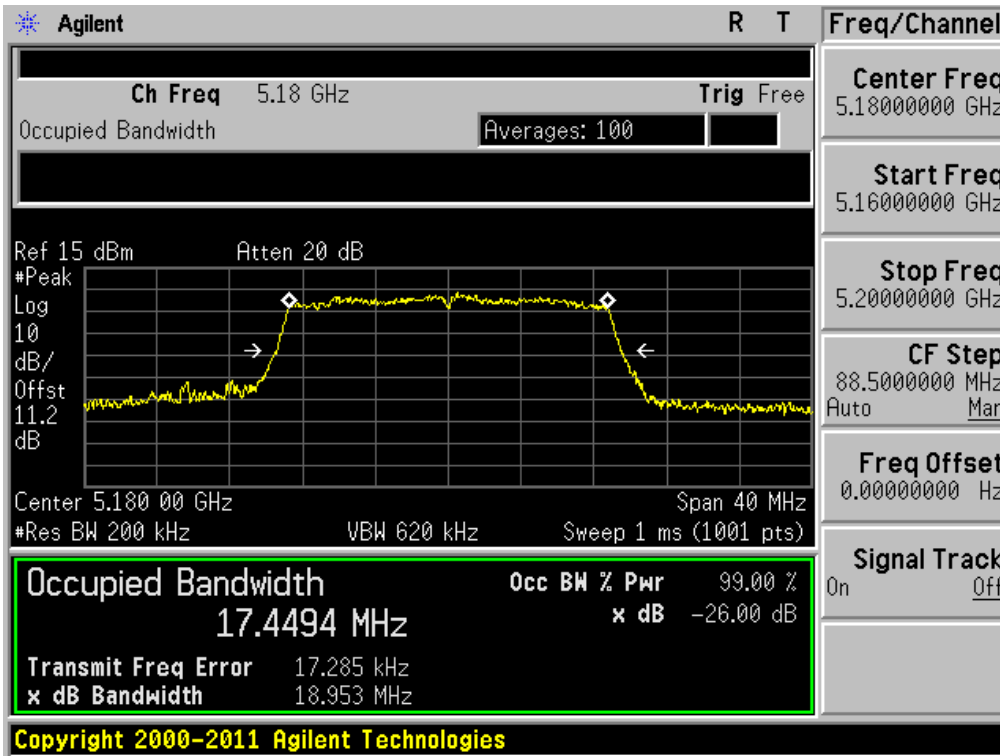 Agilent R T
Ch Freq 5.18 GHz Trig Free
Occupied Bandwidth Averages: 100
Ref 15 dBm Atten 20 dB
#Peak
Log
10
dB/
Offst
11.2
dB
Center 5.180 00 GHz Span 40 MHz
#Res BW 200 kHz VBW 620 kHz Sweep 1 ms (1001 pts)
Occupied Bandwidth Occ BW % Pwr 99.00 %
17.4494 MHz x dB -26.00 dB
Transmit Freq Error 17.285 kHz
x dB Bandwidth 18.953 MHz
Copyright 2000-2011 Agilent Technologies
Freq/Channel
Center Freq
5.18000000 GHz
Start Freq
5.16000000 GHz
Stop Freq
5.20000000 GHz
CF Step
88.5000000 MHz
Auto Man
Freq Offset
0.00000000 Hz
Signal Track
On Off